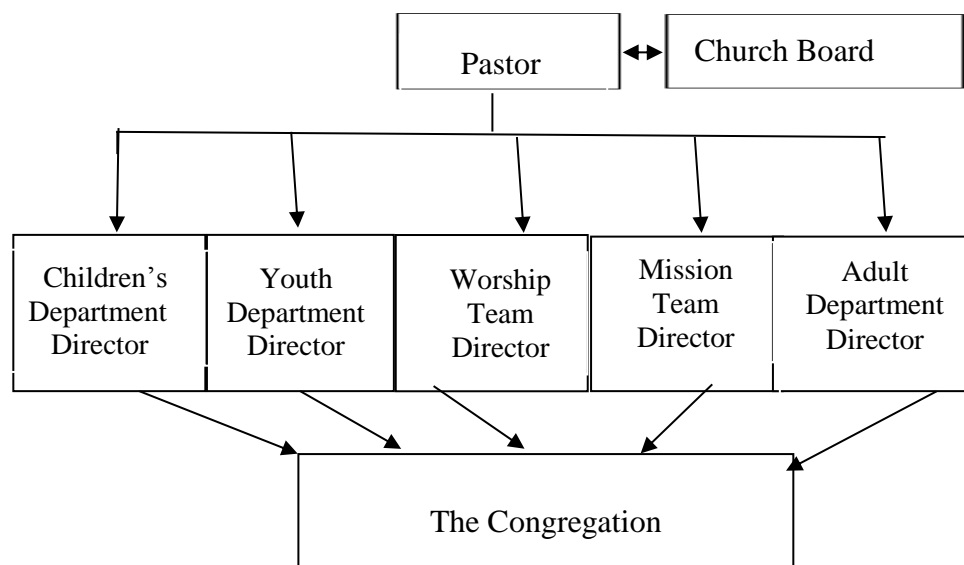 Pastor
Church Board
Children’s
Department
Director
Youth
Department
Director
Worship
Team
Director
Mission
Team
Director
Adult
Department
Director
The Congregation